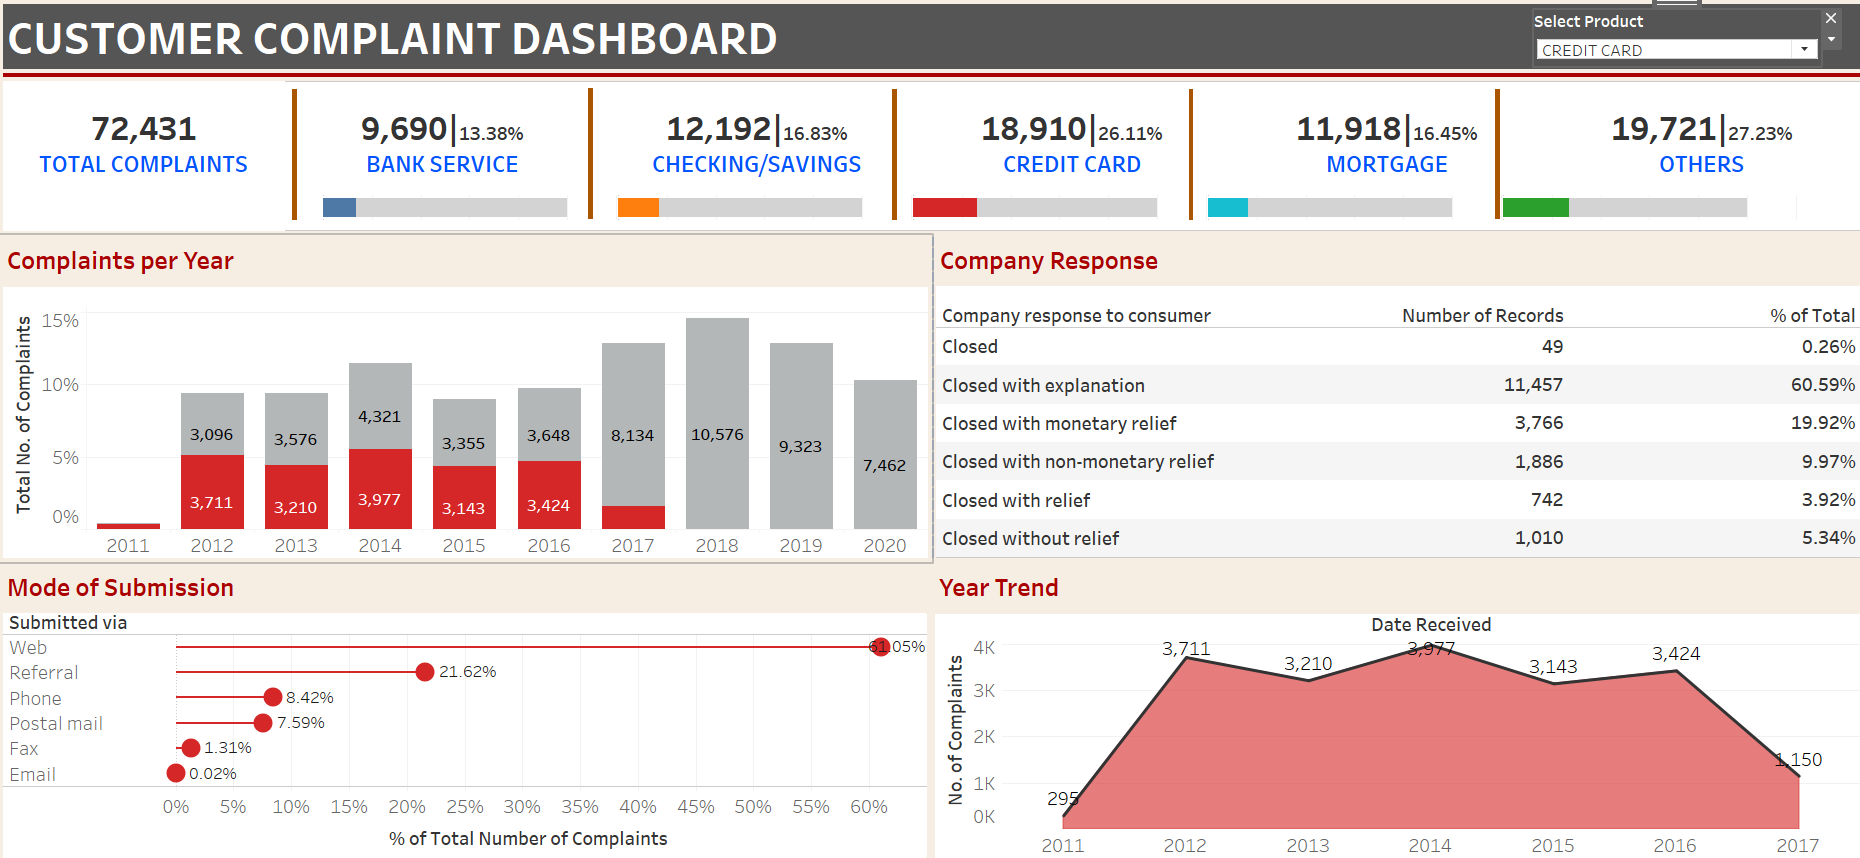 CUSTOMER COMPLAINT DASHBOARD
Select Product
CREDIT CARD
72,431
TOTAL COMPLAINTS
9,690|13.38%
BANK SERVICE
12,192|16.83%
CHECKING/SAVINGS
18,910|26.11%
CREDIT CARD
11,918|16.45%
MORTGAGE
19,721|27.23%
OTHERS
Complaints per Year
Total No. of Complaints
15%
10%
5%
0%
3,096
3,576
4,321
3,355
3,648
8,134
10,576
9,323
7,462
3,711
3,210
3,977
3,143
3,424
2011 2012 2013 2014 2015 2016 2017 2018 2019 2020
Company Response
Company response to consumer Number of Records % of Total
Closed 49 0.26%
Closed with explanation 11,457 60.59%
Closed with monetary relief 3,766 19.92%
Closed with non-monetary relief 1,886 9.97%
Closed with relief 742 3.92%
Closed without relief 1,010 5.34%
Mode of Submission
Submitted via
Web 61.05%
Referral 21.62%
Phone 8.42%
Postal mail 7.59%
Fax 1.31%
Email 0.02%
0% 5% 10% 15% 20% 25% 30% 35% 40% 45% 50% 55% 60%
% of Total Number of Complaints
Year Trend
Date Received
No. of Complaints
4K
3K
2K
1K
0K
295
3,711
3,210
3,977
3,143
3,424
1,150
2011 2012 2013 2014 2015 2016 2017